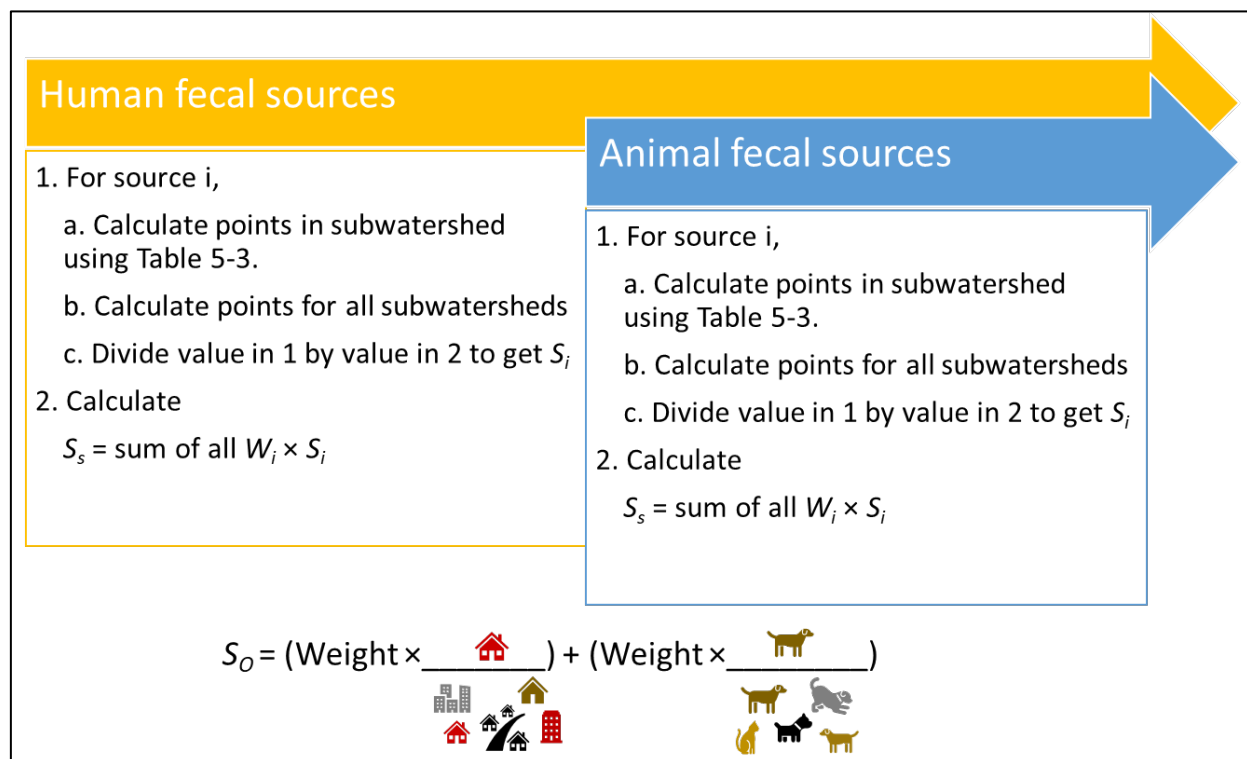 Human fecal sources
1. For source i,
a. Calculate points in subwatershed
using Table 5-3.
b. Calculate points for all subwatersheds
c. Divide value in 1 by value in 2 to get Si
2. Calculate
Ss = sum of all Wi × Si
Animal fecal sources
1. For source i,
a. Calculate points in subwatershed
using Table 5-3.
b. Calculate points for all subwatersheds
c. Divide value in 1 by value in 2 to get Si
2. Calculate
Ss = sum of all Wi × Si
SO = (Weight ×________) + (Weight ×_________)